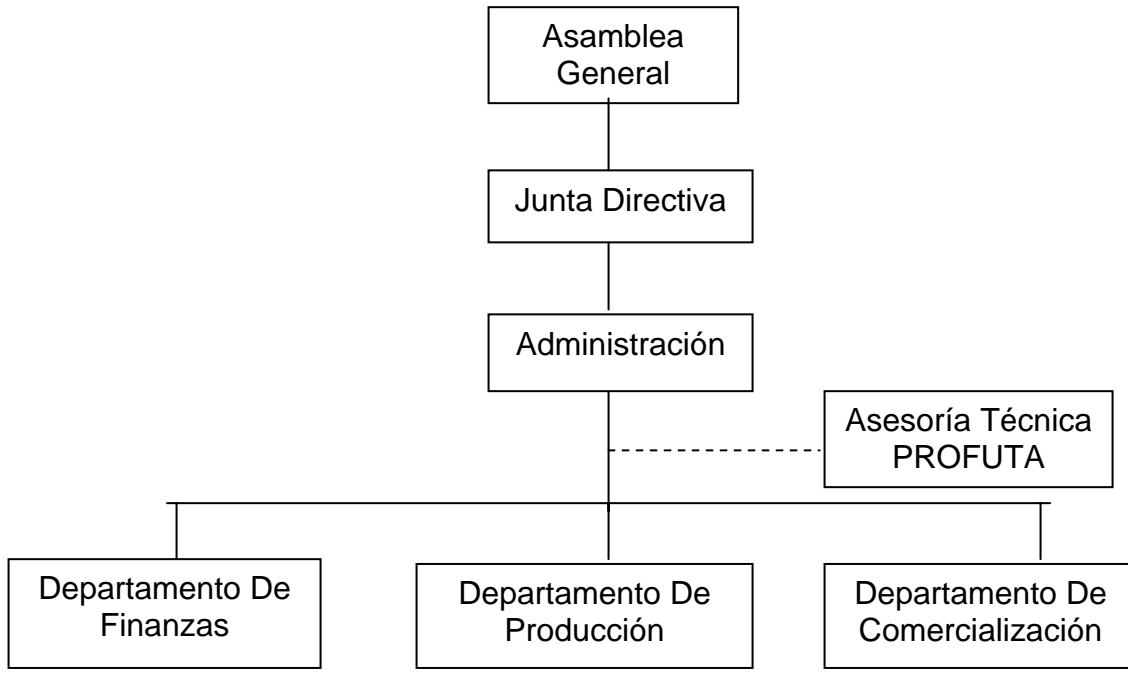 Asamblea
General
Junta Directiva
Administración
Asesoría Técnica
PROFUTA
Departamento De
Finanzas
Departamento De
Producción
Departamento De
Comercialización